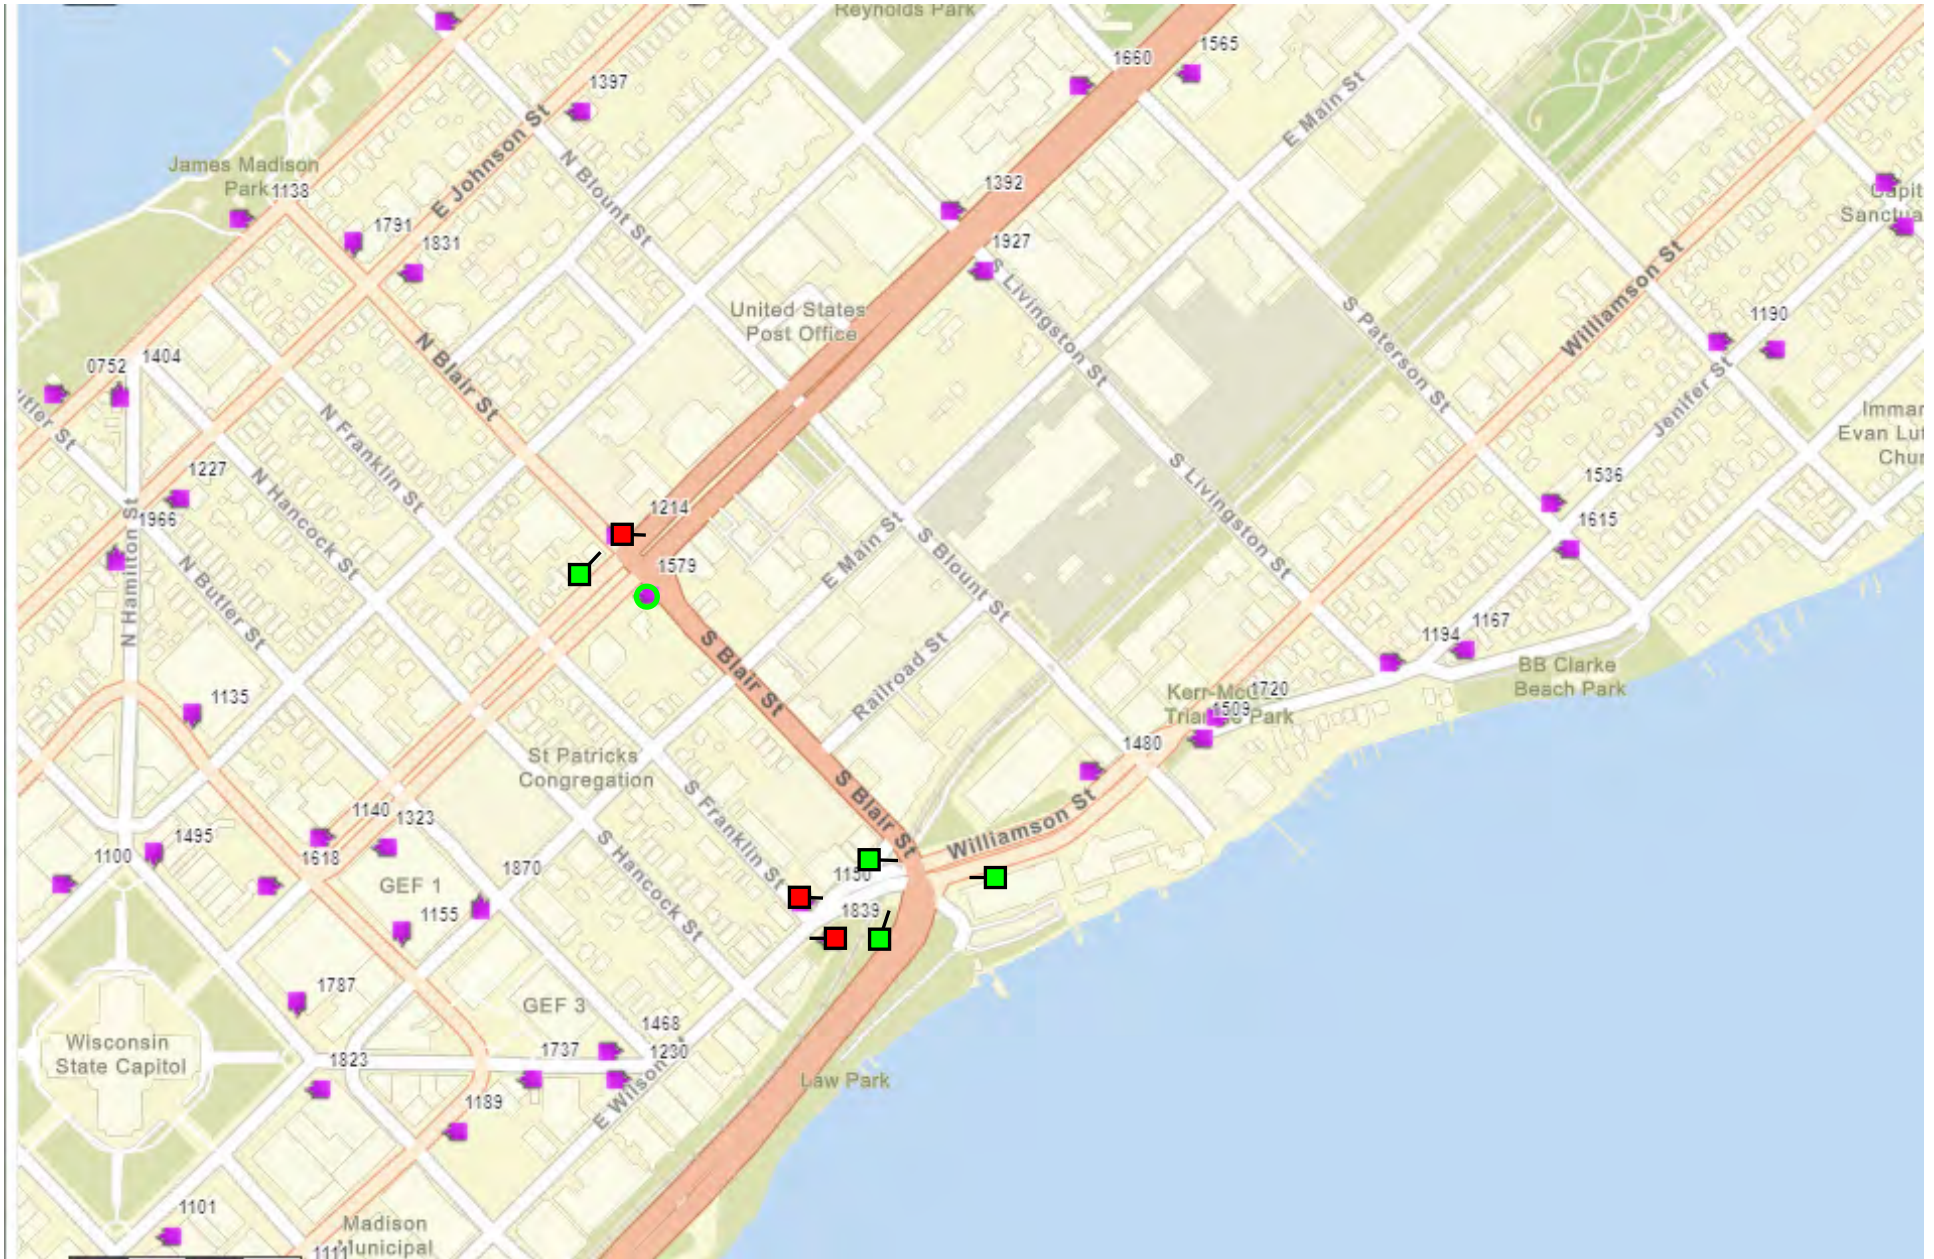 Reynolds Park
1565
1660
1397
E Johnson St
E Main St
James Madison
Park
1138
N Blount St
1392
1791
1831
1927
Williamson St
United States
Post Office
S Livingston St
S Paterson St
1190
0752
1404
N Blair St
Jenifer St
N Franklin St
1227
N Hancock St
S Livingston St
1536
1214
1966
N Hamilton St
1615
E Main St
S Blount St
1579
N Butler St
S Blair St
Railroad St
1194
1167
BB Clarke
Beach Park
1720
1509
1135
1480
St Patricks
Congregation
S Franklin St
S Blair St
Williamson St
1140
1323
1495
1100
1618
GEF 1
1870
S Hancock St
1150
1839
1155
1787
GEF 3
1468
Wisconsin
State Capitol
1823
1737
1230
E Wilson
Law Park
1189
1101
Madison
Municipal
1111